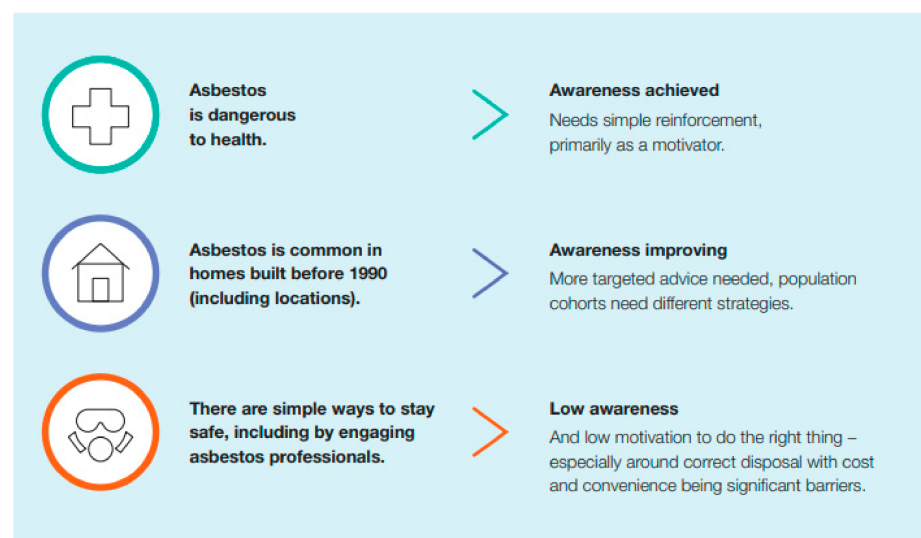 Asbestos
is dangerous
to health.
Awareness achieved
Needs simple reinforcement,
primarily as a motivator.
Asbestos is common in
homes built before 1990
(including locations).
Awareness improving
More targeted advice needed, population
cohorts need different strategies.
There are simple ways to stay
safe, including by engaging
asbestos professionals.
Low awareness
And low motivation to do the right thing –
especially around correct disposal with cost
and convenience being significant barriers.